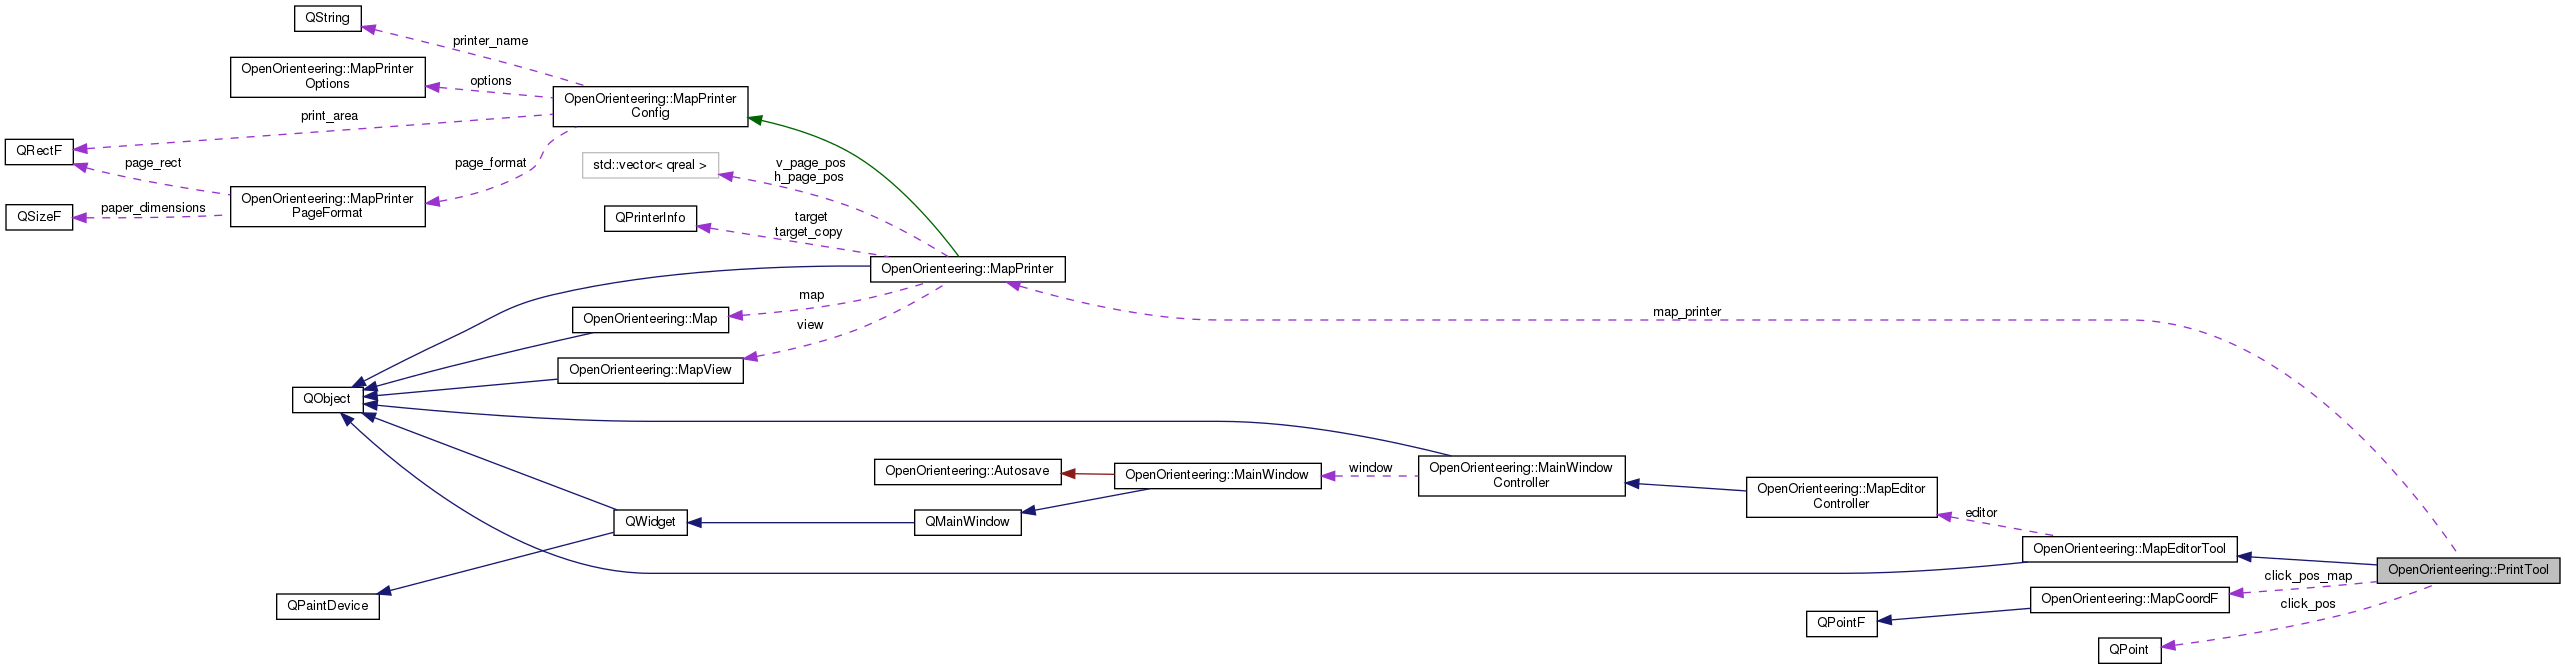 QString
printer_name
OpenOrienteering::MapPrinter
Options
options
OpenOrienteering::MapPrinter
Config
print_area
QRectF
page_rect
page_format
std::vector< qreal >
v_page_pos
h_page_pos
OpenOrienteering::MapPrinter
PageFormat
paper_dimensions
QSizeF
QPrinterInfo
target
target_copy
OpenOrienteering::MapPrinter
map
OpenOrienteering::Map
view
map_printer
OpenOrienteering::MapView
QObject
OpenOrienteering::Autosave
OpenOrienteering::MainWindow
window
OpenOrienteering::MainWindow
Controller
OpenOrienteering::MapEditor
Controller
editor
QWidget
QMainWindow
OpenOrienteering::MapEditorTool
OpenOrienteering::PrintTool
click_pos_map
QPaintDevice
OpenOrienteering::MapCoordF
click_pos
QPointF
QPoint